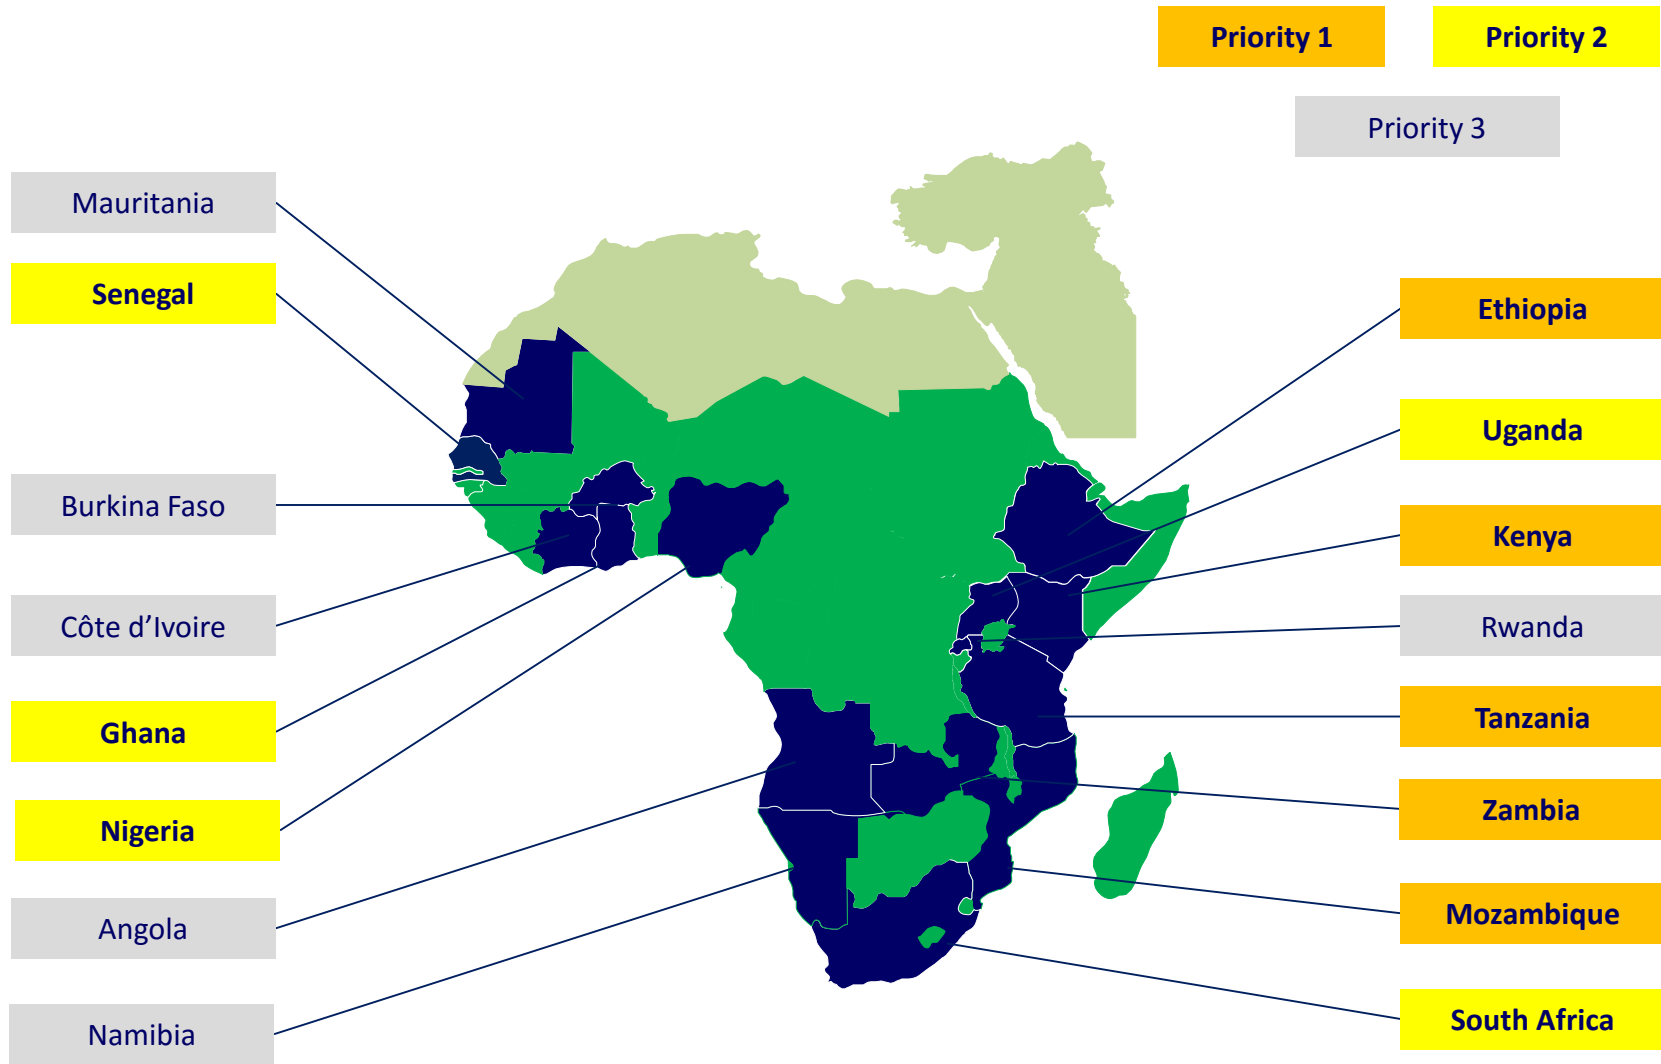 Priority 1
Priority 2
Priority 3
Mauritania
Senegal
Burkina Faso
Côte d’Ivoire
Ghana
Nigeria
Angola
Namibia
Ethiopia
Uganda
Kenya
Rwanda
Tanzania
Zambia
Mozambique
South Africa